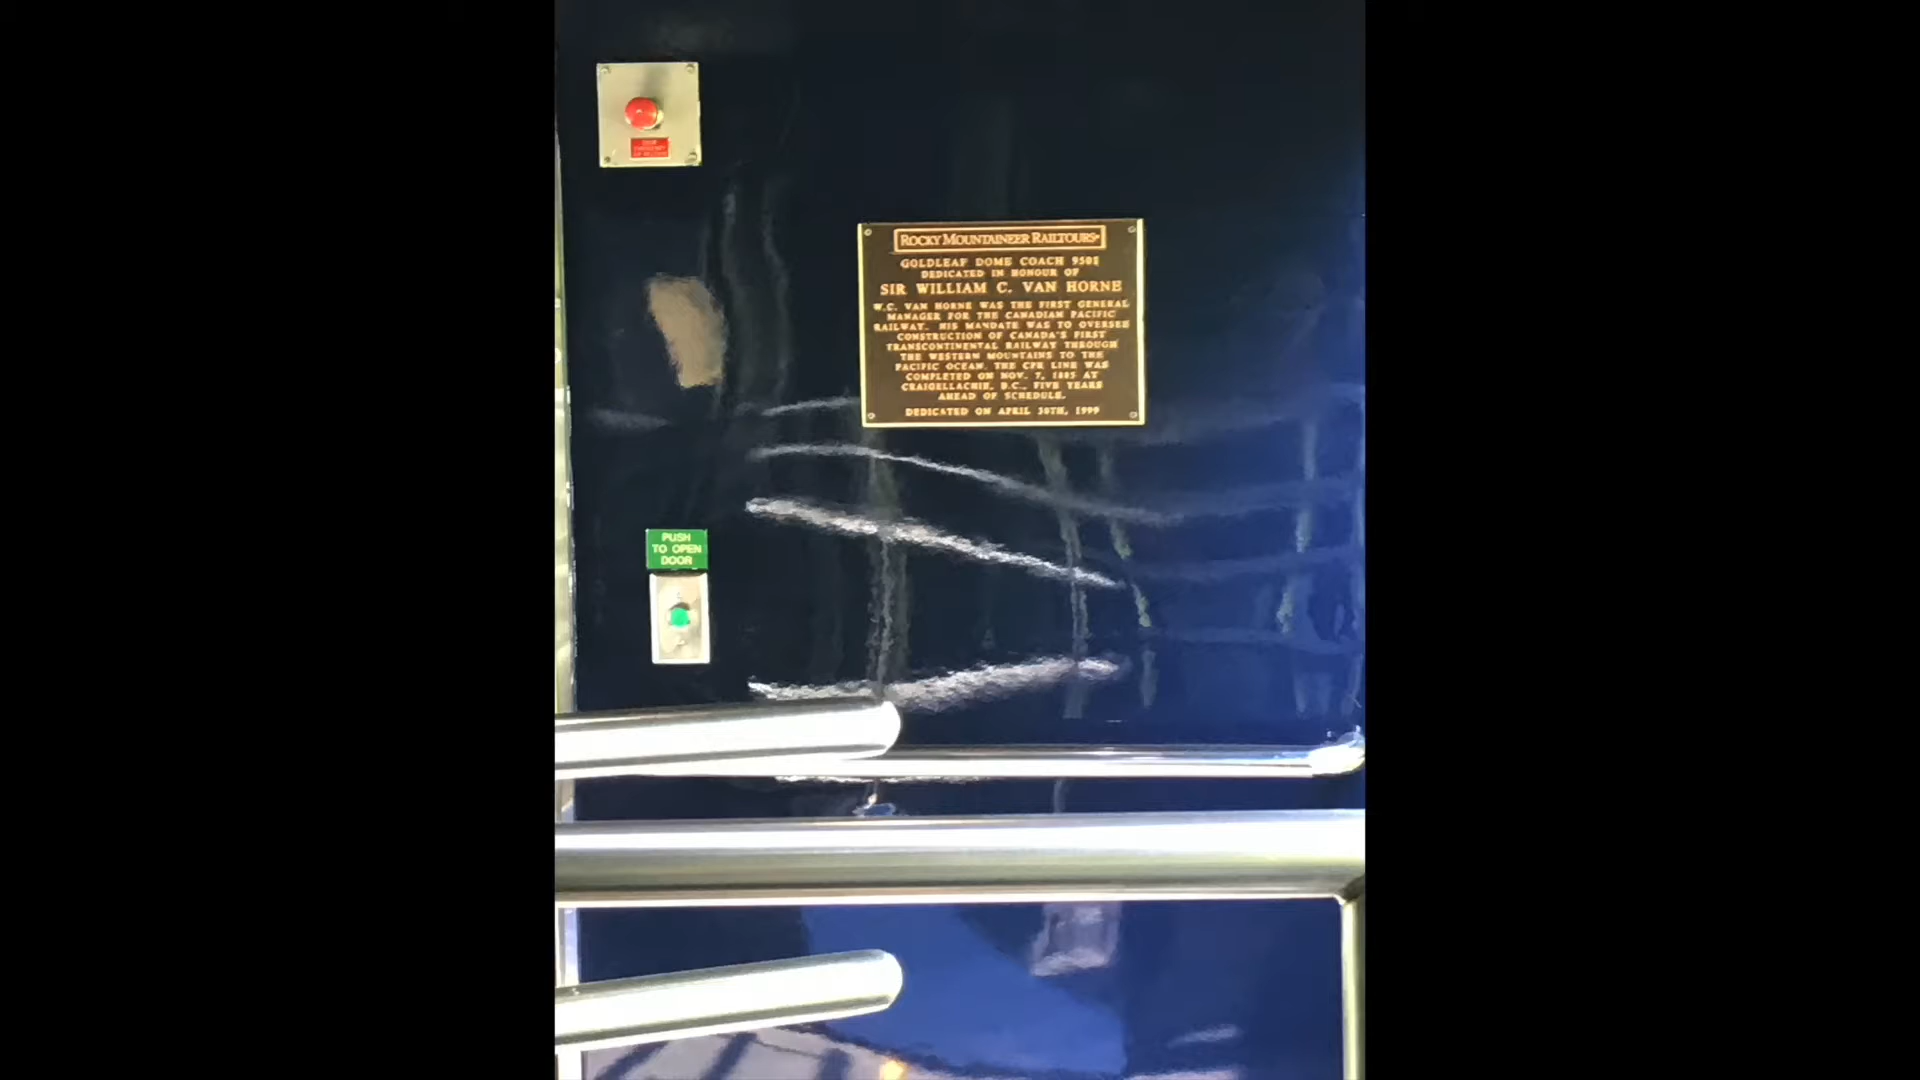 ROCKY MOUNTAINEER RAILTOURS
GOLDLEAF DOME COACH 9501
DEDICATED IN HONOUR OF
SIR WILLIAM C. VAN HORNE
W.C. VAN HORNE WAS THE FIRST GENERAL
MANAGER FOR THE CANADIAN PACIFIC
RAILWAY. HIS MANDATE WAS TO OVERSEE
CONSTRUCTION OF CANADA'S FIRST
TRANSCONTINENTAL RAILWAY THROUGH
THE WESTERN MOUNTAINS TO THE
PACIFIC OCEAN. THE CPR LINE WAS
COMPLETED ON NOV. 7, 1885 AT
CRAIGELLACHIE, B.C., FIVE YEARS
AHEAD OF SCHEDULE.
DEDICATED ON APRIL 30TH, 1999
PUSH
TO OPEN
DOOR